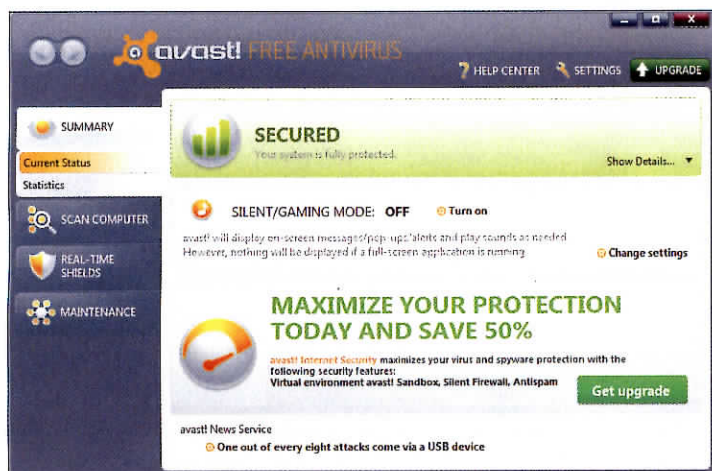 avast! FREE ANTIVIRUS
HELP CENTER SETTINGS UPGRADE
SUMMARY
Current Status
Statistics
SCAN COMPUTER
REAL-TIME
SHIELDS
MAINTENANCE
SECURED
Your system is fully protected.
Show Details...
SILENT/GAMING MODE: OFF Turn on
avast! will display on-screen messages/pop-ups/alerts and play sounds as needed.
However, nothing will be displayed if a full-screen application is running.
Change settings
MAXIMIZE YOUR PROTECTION
TODAY AND SAVE 50%
avast! Internet Security maximizes your virus and spyware protection with the
following security features:
Virtual environment avast! Sandbox, Silent Firewall, Antispam
Get upgrade
avast! News Service
One out of every eight attacks come via a USB device